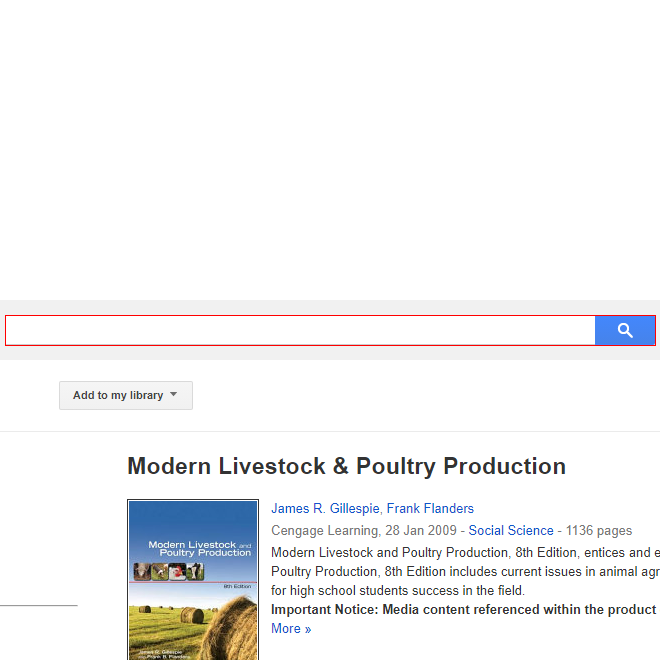 Add to my library
Modern Livestock & Poultry Production
James R. Gillespie, Frank Flanders
Cengage Learning, 28 Jan 2009 - Social Science - 1136 pages
Modern Livestock and Poultry Production, 8th Edition, entices and e
Poultry Production, 8th Edition includes current issues in animal agr
for high school students success in the field.
Important Notice: Media content referenced within the product
More »
Modern Livestock and
Poultry Production
8th Edition
James R. Gillespie
Frank B. Flanders